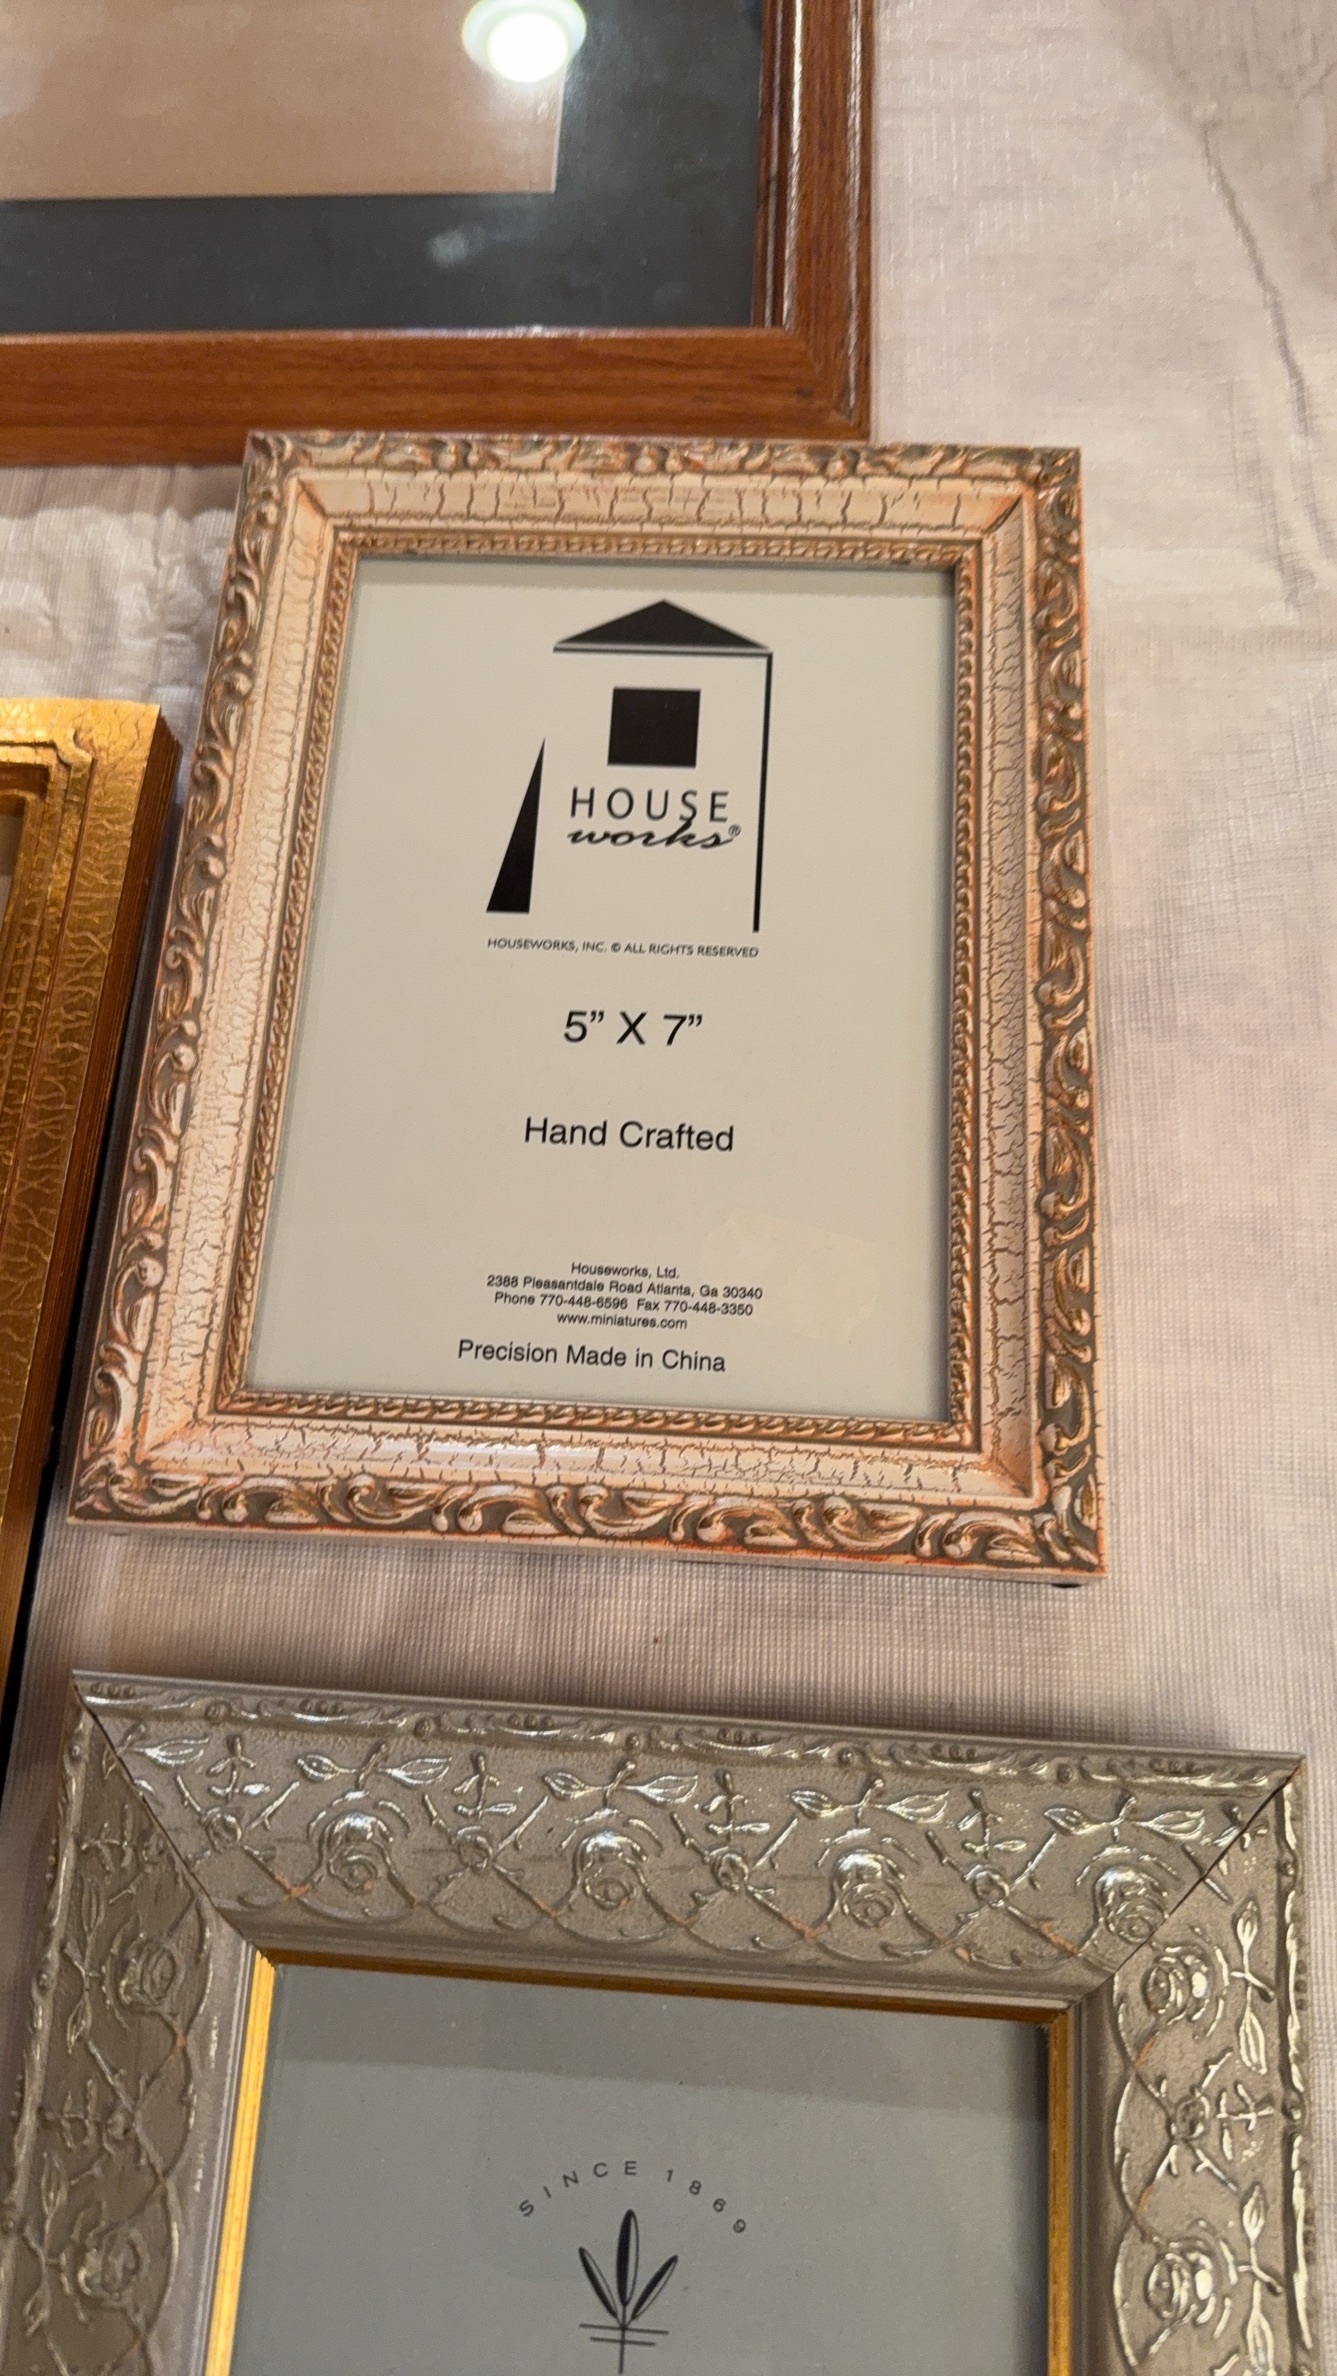 HOUSE
works®
HOUSEWORKS, INC. © ALL RIGHTS RESERVED
5” X 7”
Hand Crafted
Houseworks, Ltd.
2388 Pleasantdale Road Atlanta, Ga 30340
Phone 770-448-6596 Fax 770-448-3350
www.miniatures.com
Precision Made in China
SINCE 1869